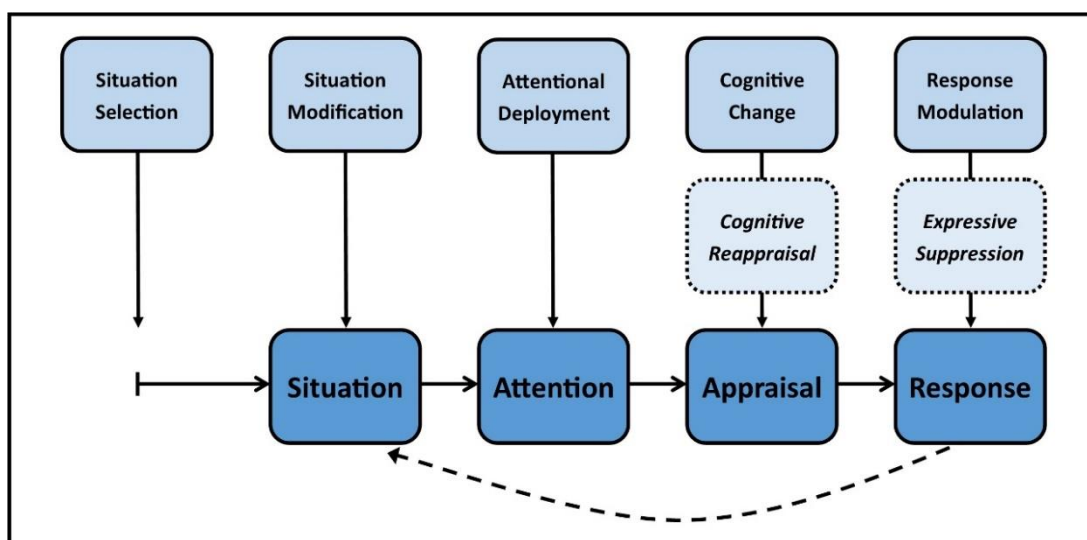 Situation
Selection
Situation
Modification
Attentional
Deployment
Cognitive
Change
Response
Modulation
Cognitive
Reappraisal
Expressive
Suppression
Situation
Attention
Appraisal
Response